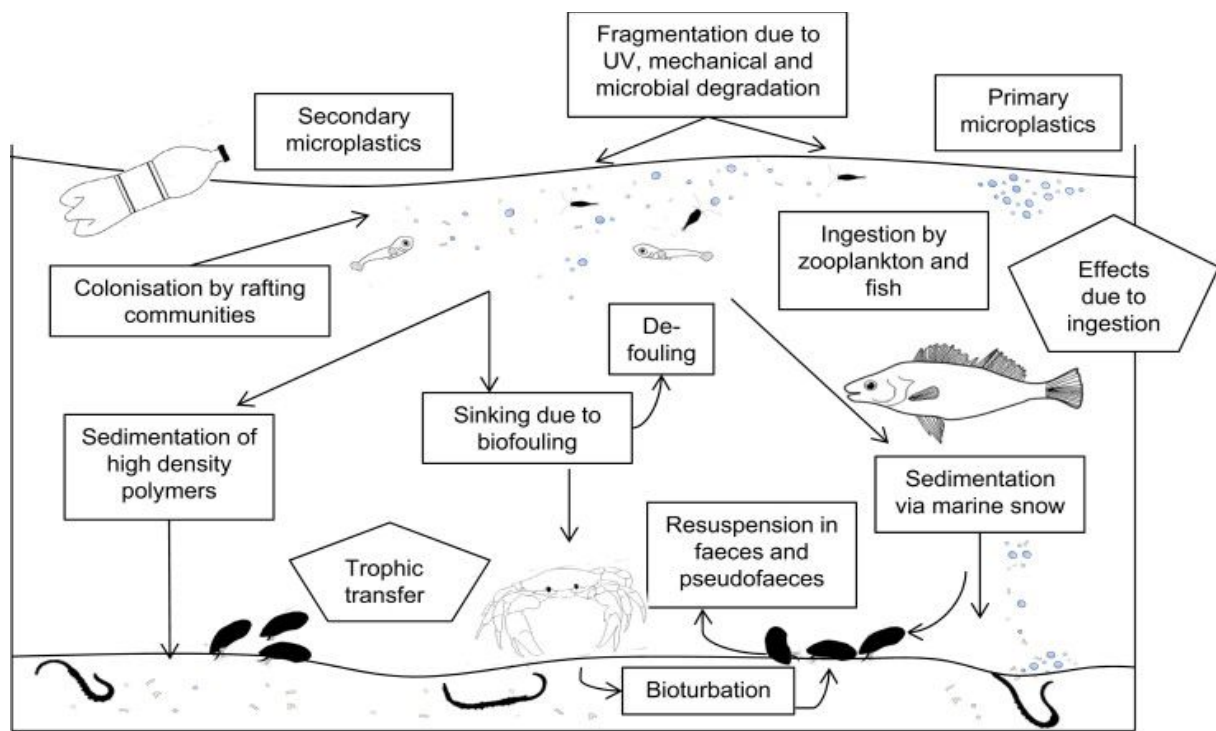 Fragmentation due to
UV, mechanical and
microbial degradation
Secondary
microplastics
Primary
microplastics
Ingestion by
zooplankton and
fish
Effects
due to
ingestion
Colonisation by rafting
communities
De-
fouling
Sinking due to
biofouling
Sedimentation of
high density
polymers
Sedimentation
via marine snow
Resuspension in
faeces and
pseudofaeces
Trophic
transfer
Bioturbation